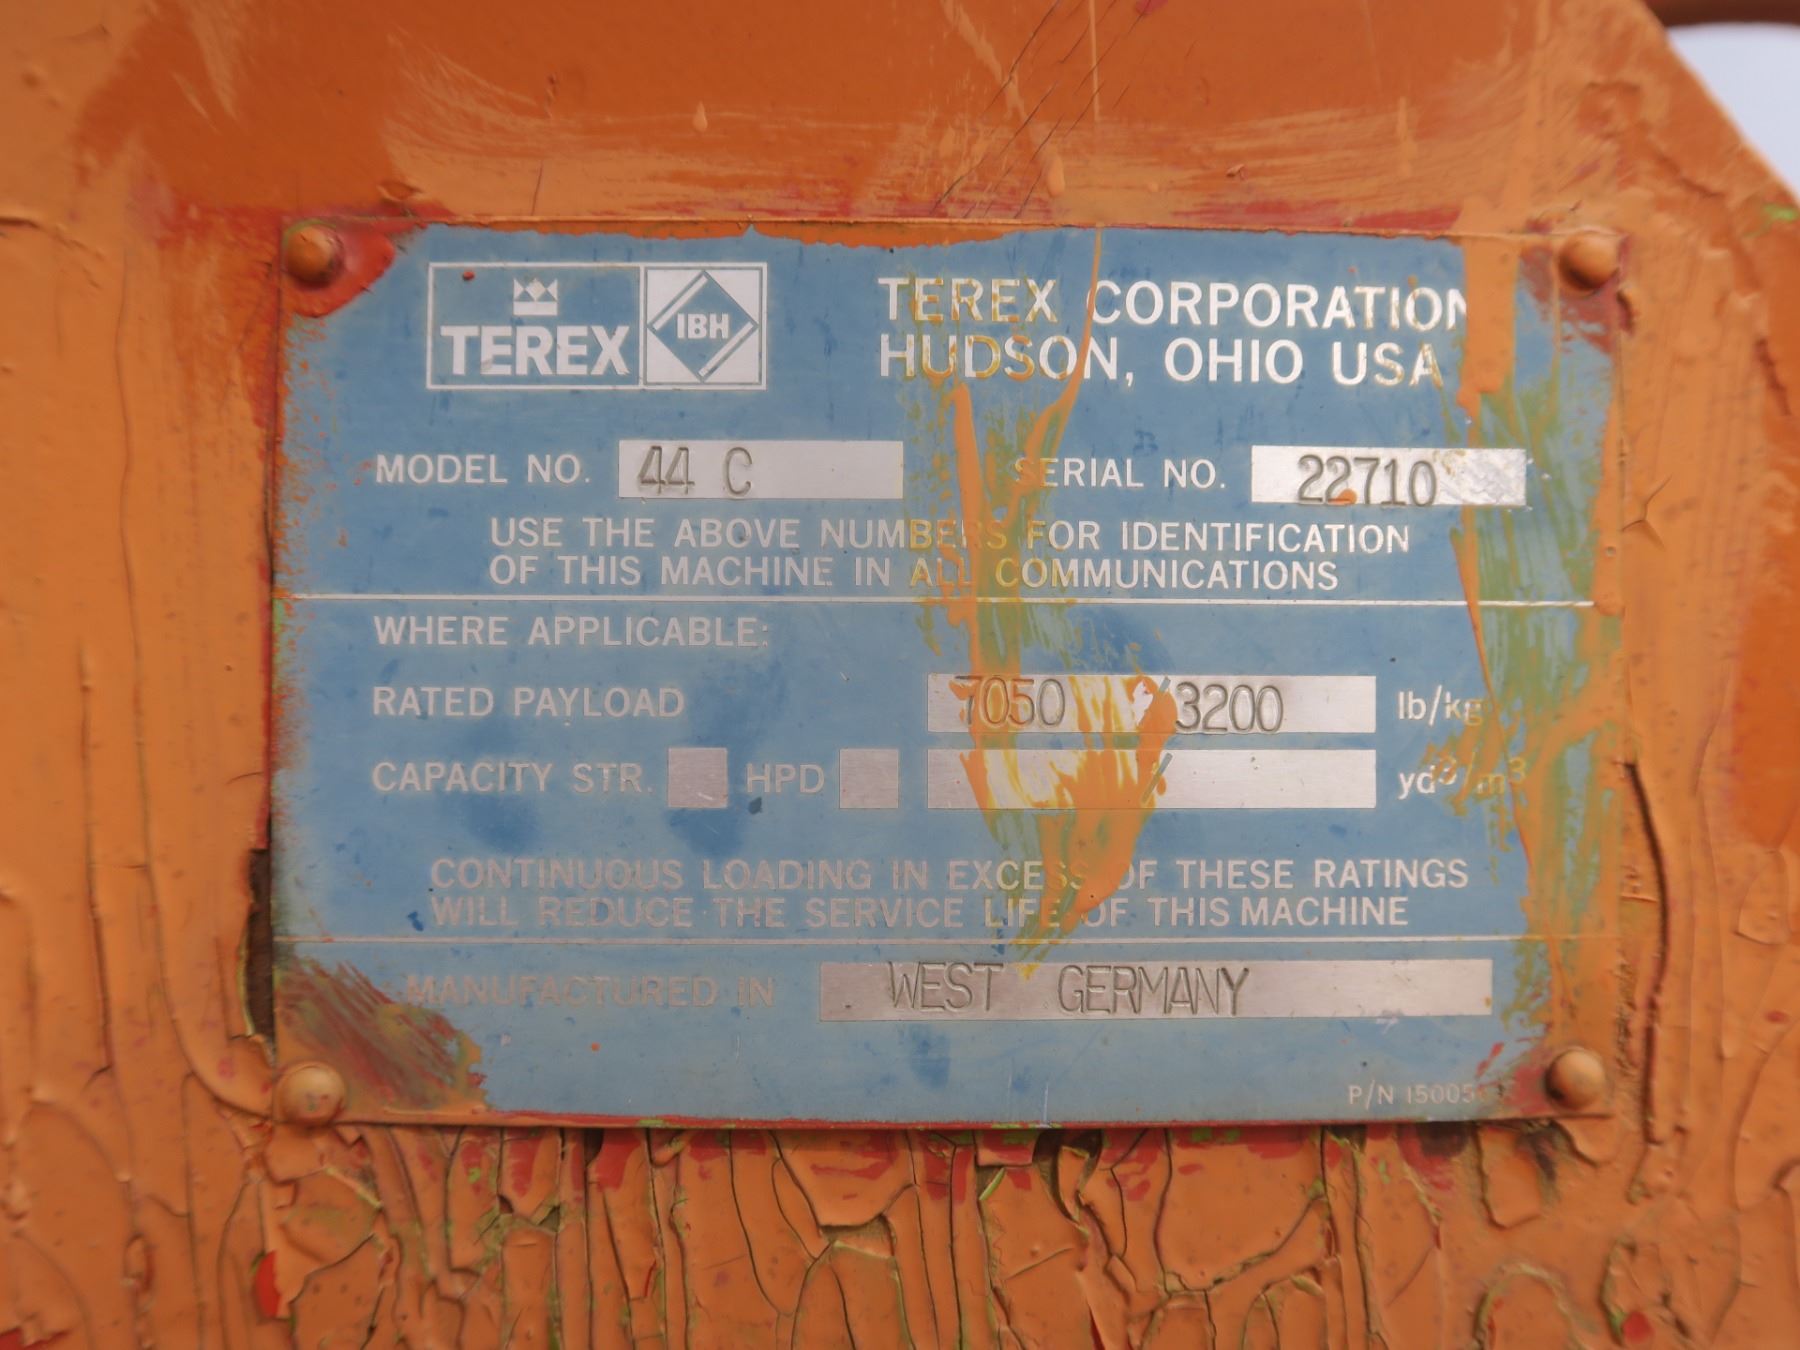 TEREX IBH
TEREX CORPORATION
HUDSON, OHIO USA
MODEL NO. 44 C SERIAL NO. 22710
USE THE ABOVE NUMBERS FOR IDENTIFICATION
OF THIS MACHINE IN ALL COMMUNICATIONS
WHERE APPLICABLE:
RATED PAYLOAD 7050 / 3200 lb/kg
CAPACITY STR. HPD / yd³/m³
CONTINUOUS LOADING IN EXCESS OF THESE RATINGS
WILL REDUCE THE SERVICE LIFE OF THIS MACHINE
MANUFACTURED IN WEST GERMANY
P/N